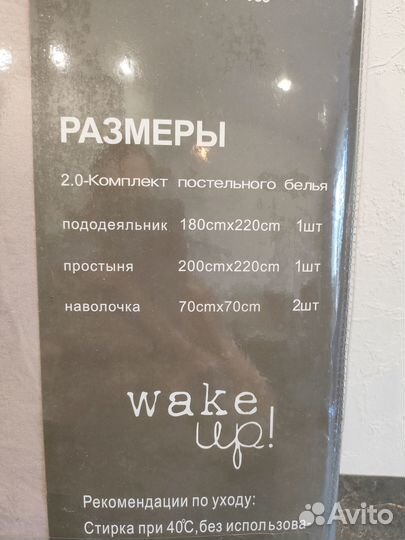 РАЗМЕРЫ
2.0-Комплект постельного белья
пододеяльник 180cmx220cm 1шт
простыня 200cmx220cm 1шт
наволочка 70cmx70cm 2шт
wake
up!
Рекомендации по уходу:
Стирка при 40°C, без использова-
Avito